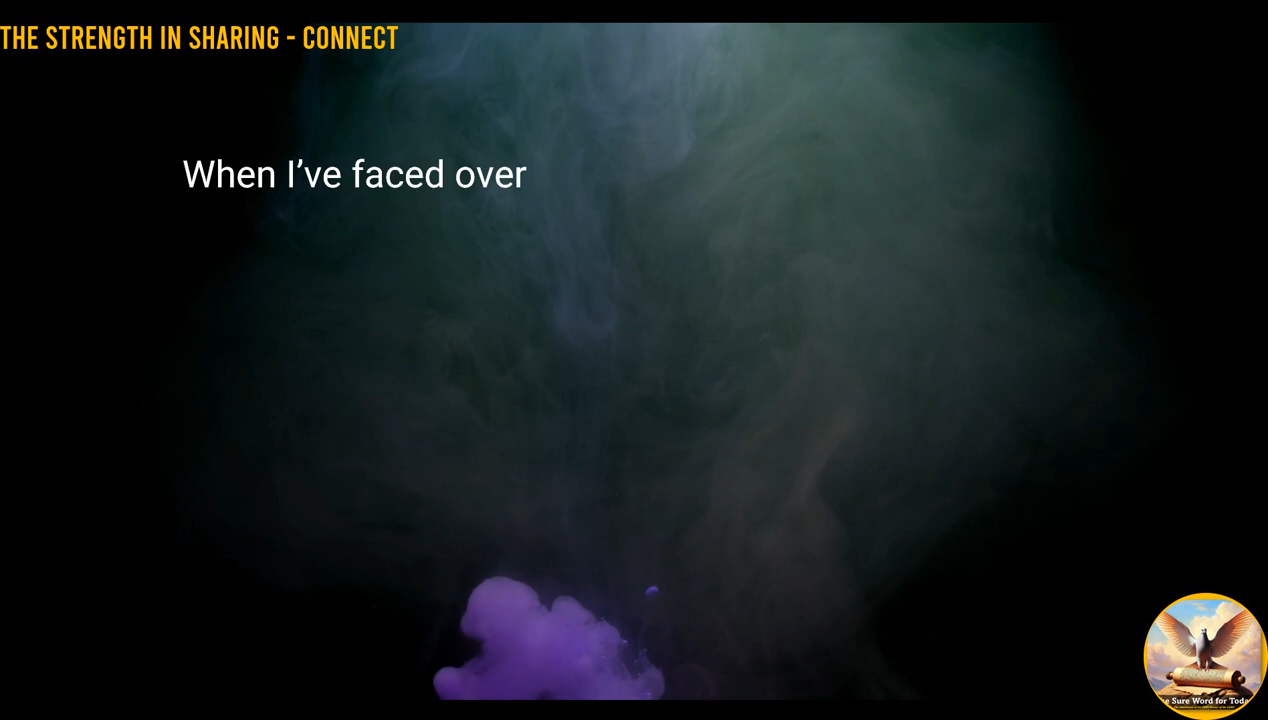 THE STRENGTH IN SHARING - CONNECT
When I’ve faced over
e Sure Word for Toda